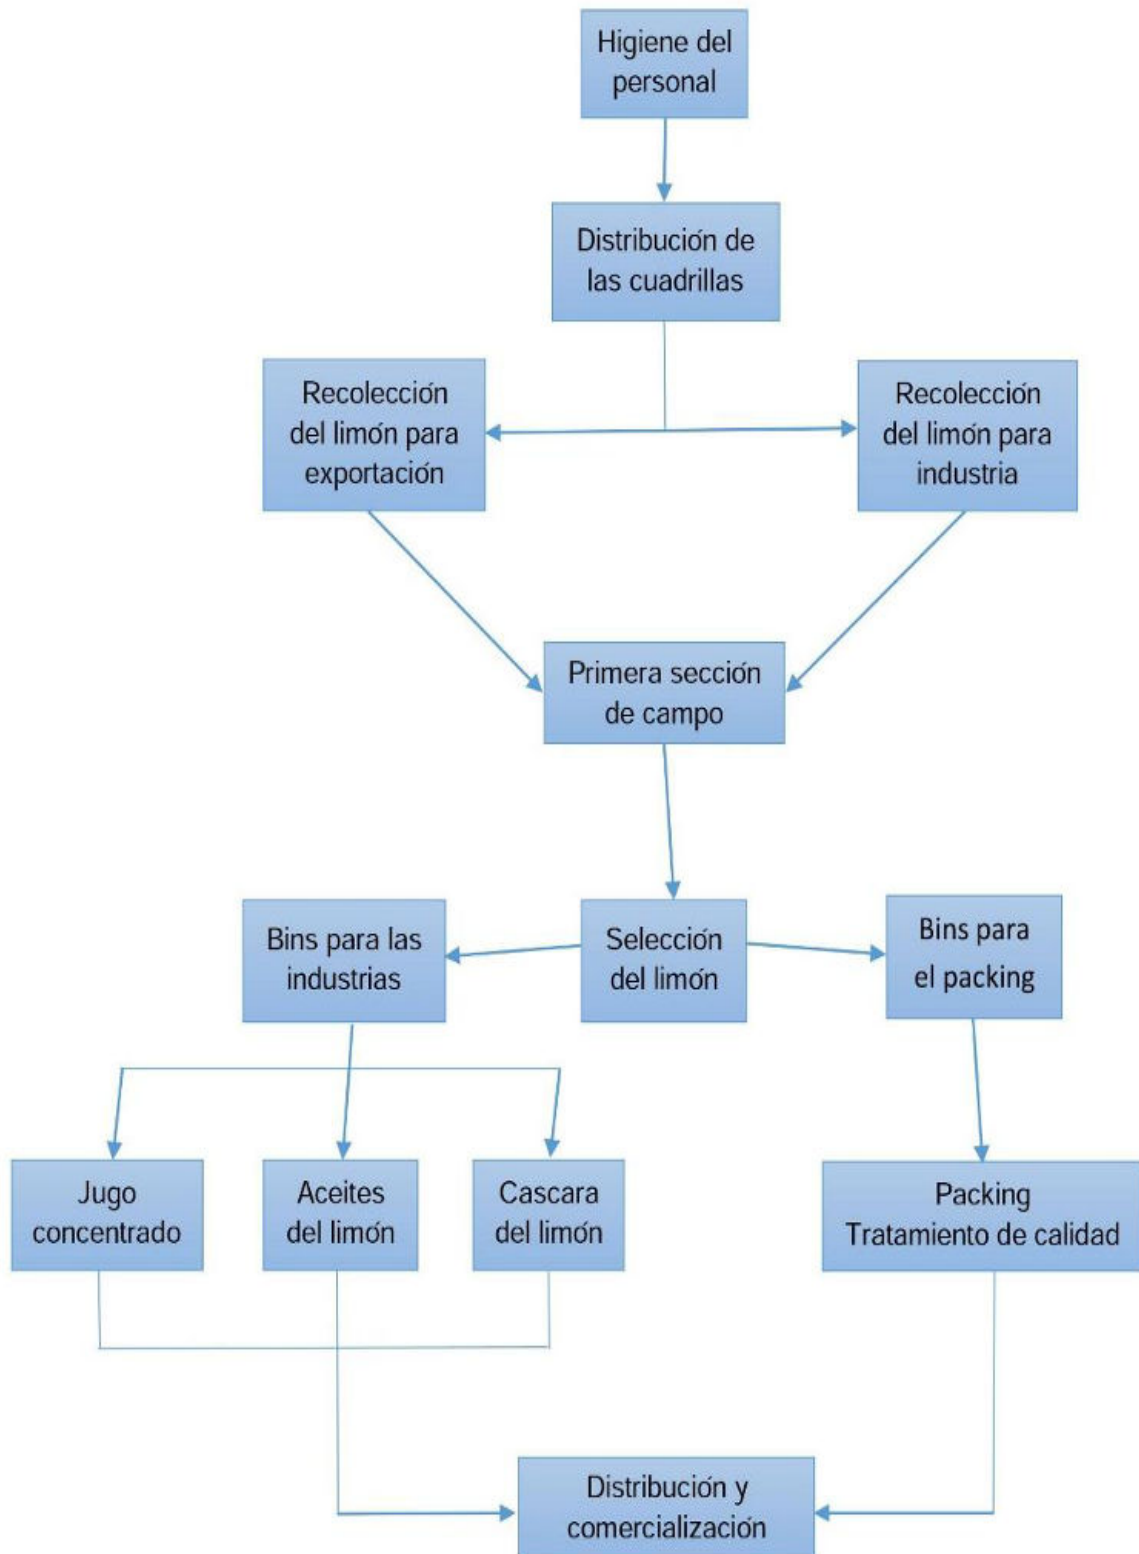 Higiene del
personal
Distribución de
las cuadrillas
Recolección
del limón para
exportación
Recolección
del limón para
industria
Primera sección
de campo
Bins para las
industrias
Selección
del limón
Bins para
el packing
Jugo
concentrado
Aceites
del limón
Cascara
del limón
Packing
Tratamiento de calidad
Distribución y
comercialización